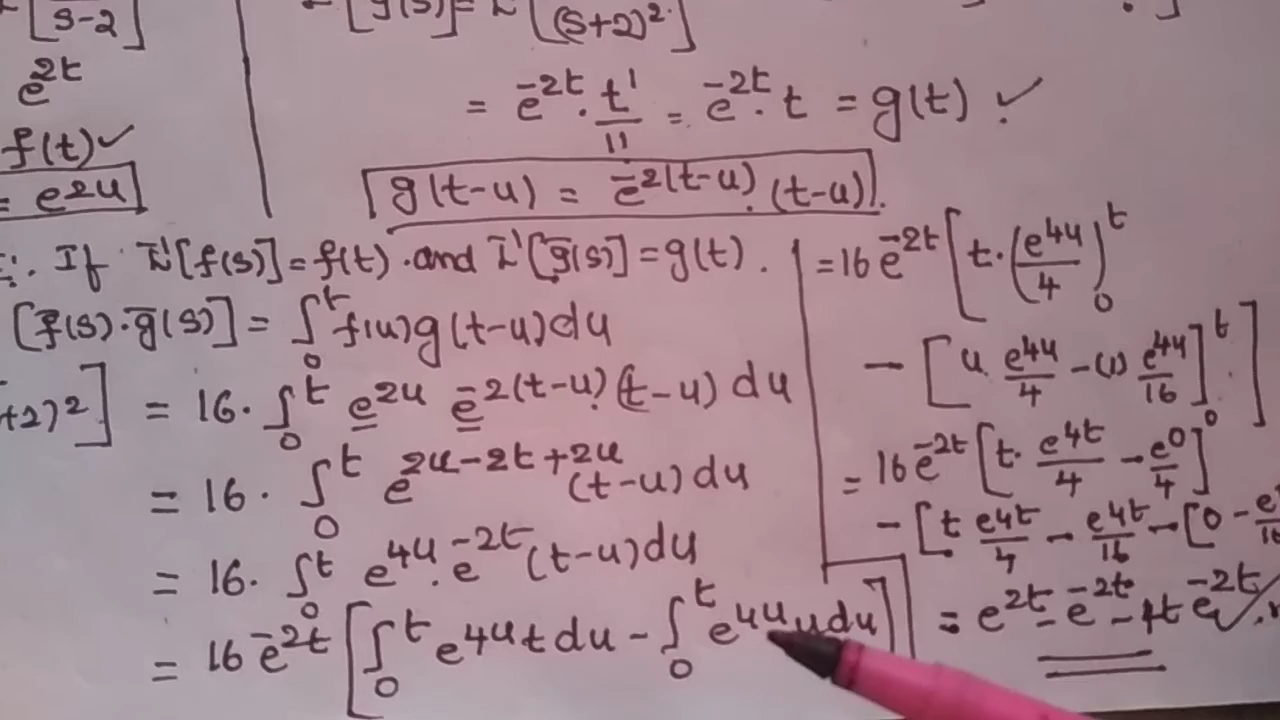 [s-2]
e^2t
f(t) ✓
= e^2u]
[g(s)] = L^-1 [(s+2)^2]
= e^-2t · t^1/1! = e^-2t · t = g(t) ✓
g(t-u) = e^-2(t-u) · (t-u)
∴ If L^-1[f(s)] = f(t) · and L^-1[g(s)] = g(t).
[f̄(s)·ḡ(s)] = ∫_0^t f(u)g(t-u)du
+2)^2] = 16· ∫_0^t e^2u e^-2(t-u) (t-u) du
= 16· ∫_0^t e^2u-2t+2u (t-u) du
= 16· ∫_0^t e^4u · e^-2t (t-u) du
= 16 e^-2t [∫_0^t e^4u t du - ∫_0^t e^4u u du]
= 16 e^-2t [t·(e^4u/4)_0^t
- [u e^4u/4 - (1) e^4u/16]_0^t]
= 16 e^-2t [t· e^4t/4 - e^0/4]
- [t e^4t/4 - e^4t/16 - [0 - e
= e^2t - e^-2t - 4t e^-2t